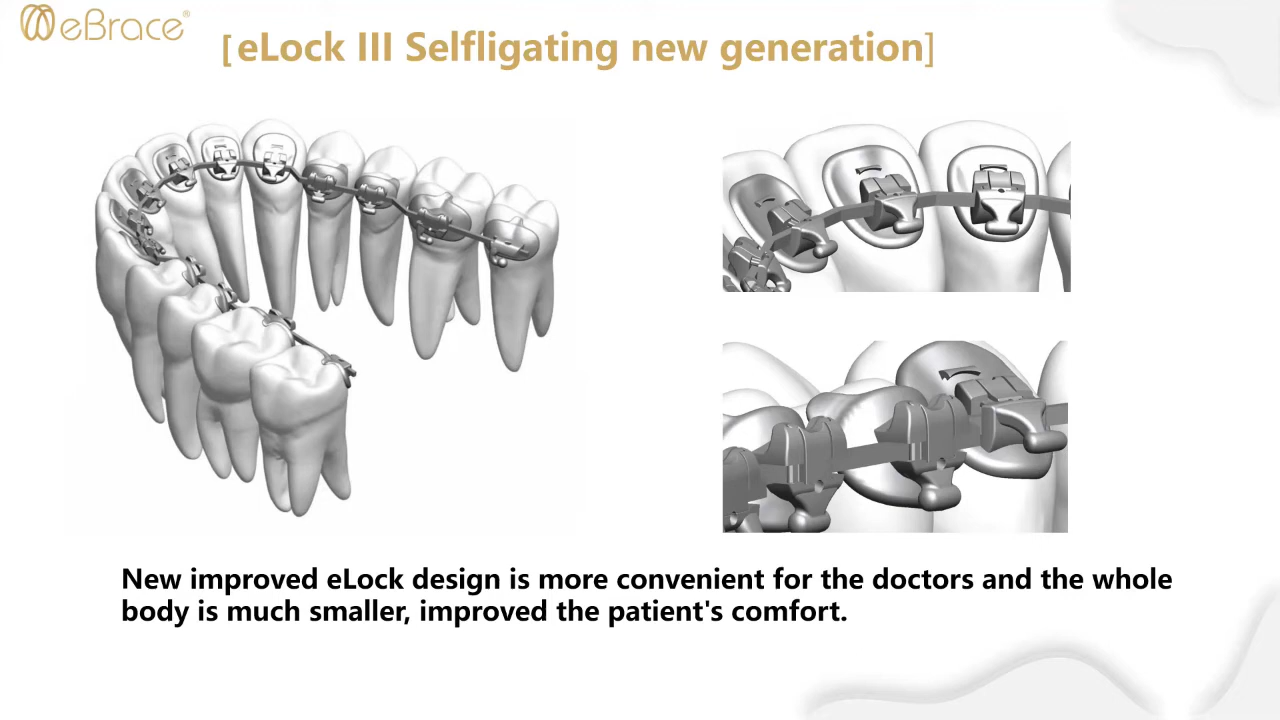 eBrace®
[eLock III Selfligating new generation]
New improved eLock design is more convenient for the doctors and the whole
body is much smaller, improved the patient's comfort.